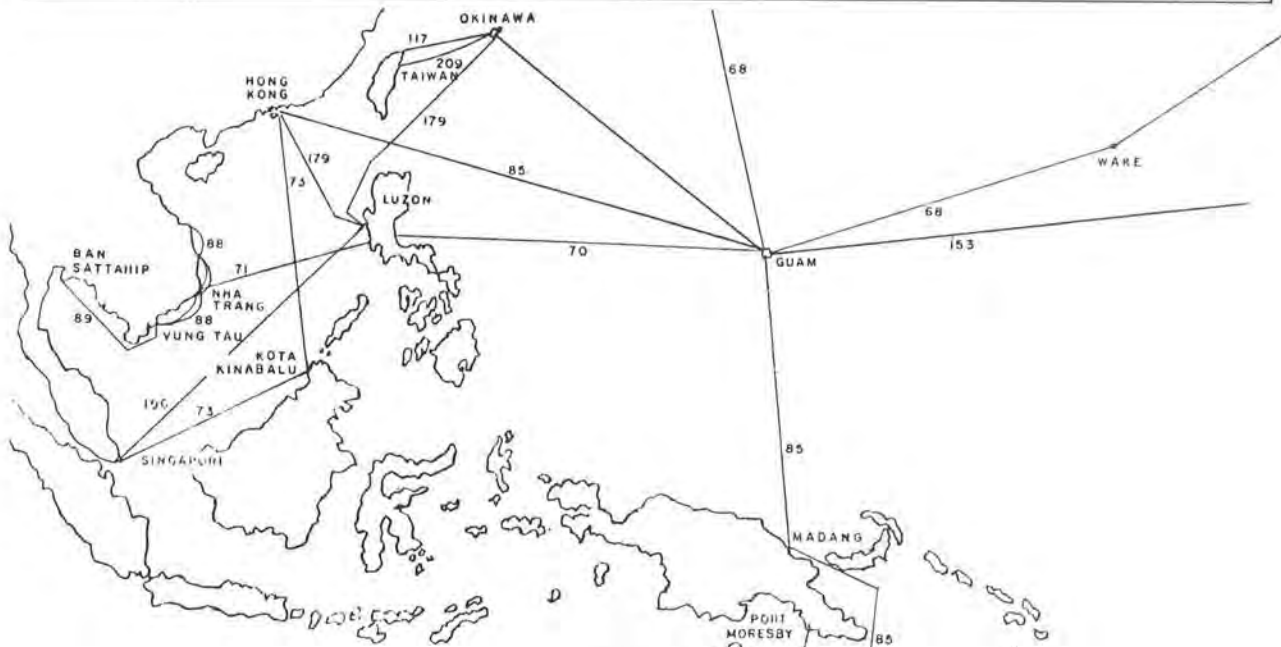 OKINAWA
117
209
TAIWAN
68
HONG
KONG
179
179
73
85
WAKE
LUZON
68
153
70
GUAM
88
BAN
SATTAHIP
71
NHA
TRANG
88
89
VUNG TAU
KOTA
KINABALU
73
SINGAPORE
85
MADANG
PORT
MORESBY
85